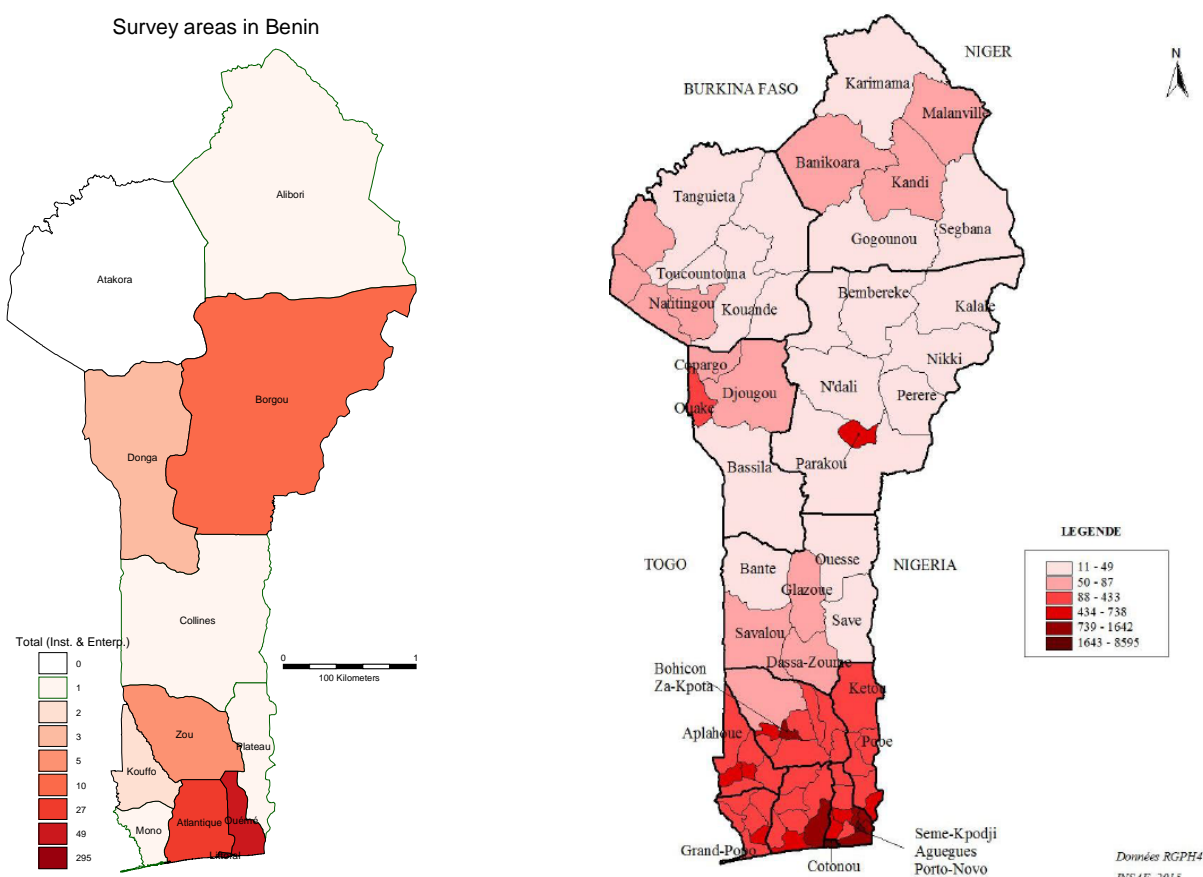 Survey areas in Benin
Alibori
Atakora
Borgou
Donga
Collines
Total (Inst. & Enterp.)
0
1
2
3
5
10
27
49
295
0
1
100 Kilometers
Zou
Plateau
Kouffo
Mono
Atlantique
Ouémé
Littoral
NIGER
N
BURKINA FASO
Karimama
Malanville
Banikoara
Kandi
Tanguieta
Segbana
Gogounou
Toucountouna
Bembereke
Kalale
Natitingou
Kouande
Nikki
Copargo
N'dali
Djougou
Perere
Ouake
Parakou
Bassila
LEGENDE
11 - 49
50 - 87
88 - 433
434 - 738
739 - 1642
1643 - 8595
TOGO
NIGERIA
Ouesse
Bante
Glazoue
Save
Savalou
Dassa-Zoume
Bohicon
Za-Kpota
Ketou
Aplahoue
Pobe
Grand-Popo
Cotonou
Seme-Kpodji
Aguegues
Porto-Novo
Données RGPH4